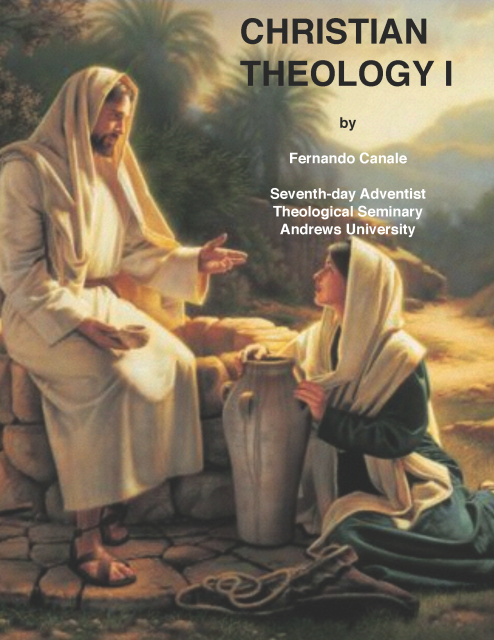 CHRISTIAN
THEOLOGY I
by
Fernando Canale
Seventh-day Adventist
Theological Seminary
Andrews University